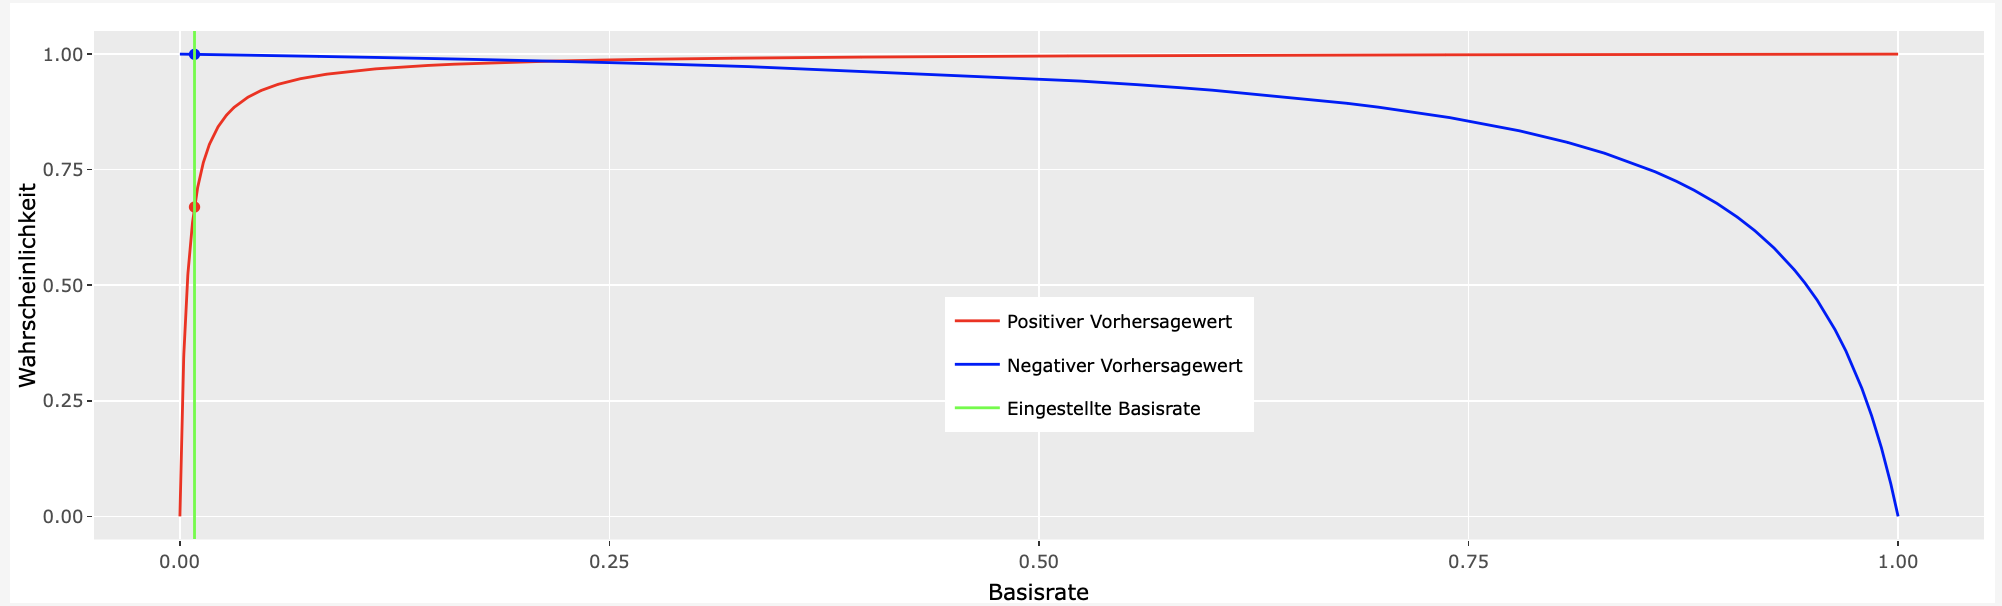 Wahrscheinlichkeit
1.00
0.75
0.50
0.25
0.00
Positiver Vorhersagewert
Negativer Vorhersagewert
Eingestellte Basisrate
0.00 0.25 0.50 0.75 1.00
Basisrate